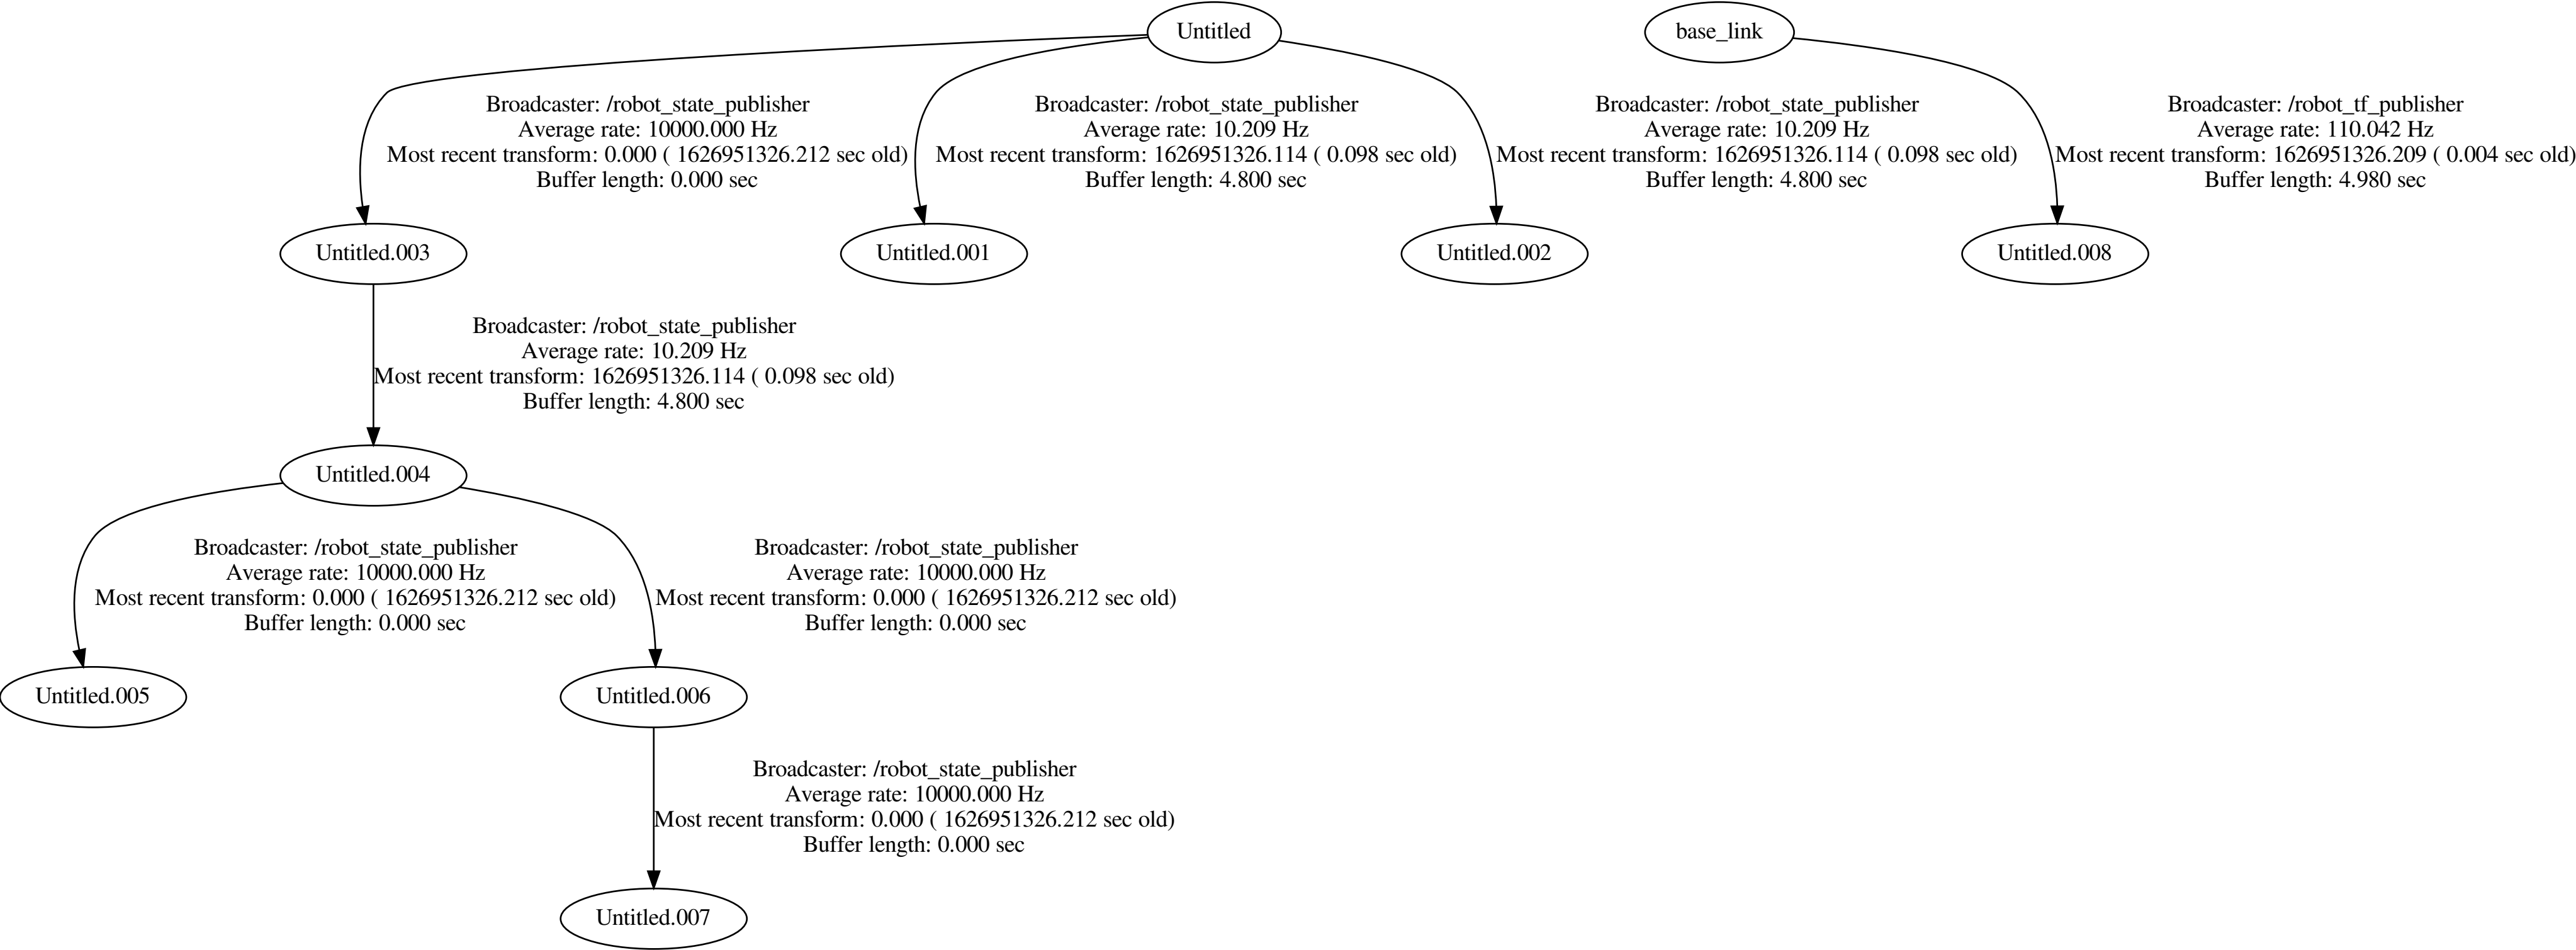 Untitled
base_link
Broadcaster: /robot_state_publisher
Average rate: 10000.000 Hz
Most recent transform: 0.000 ( 1626951326.212 sec old)
Buffer length: 0.000 sec
Broadcaster: /robot_state_publisher
Average rate: 10.209 Hz
Most recent transform: 1626951326.114 ( 0.098 sec old)
Buffer length: 4.800 sec
Broadcaster: /robot_state_publisher
Average rate: 10.209 Hz
Most recent transform: 1626951326.114 ( 0.098 sec old)
Buffer length: 4.800 sec
Broadcaster: /robot_tf_publisher
Average rate: 110.042 Hz
Most recent transform: 1626951326.209 ( 0.004 sec old)
Buffer length: 4.980 sec
Untitled.003
Untitled.001
Untitled.002
Untitled.008
Broadcaster: /robot_state_publisher
Average rate: 10.209 Hz
Most recent transform: 1626951326.114 ( 0.098 sec old)
Buffer length: 4.800 sec
Untitled.004
Broadcaster: /robot_state_publisher
Average rate: 10000.000 Hz
Most recent transform: 0.000 ( 1626951326.212 sec old)
Buffer length: 0.000 sec
Broadcaster: /robot_state_publisher
Average rate: 10000.000 Hz
Most recent transform: 0.000 ( 1626951326.212 sec old)
Buffer length: 0.000 sec
Untitled.005
Untitled.006
Broadcaster: /robot_state_publisher
Average rate: 10000.000 Hz
Most recent transform: 0.000 ( 1626951326.212 sec old)
Buffer length: 0.000 sec
Untitled.007